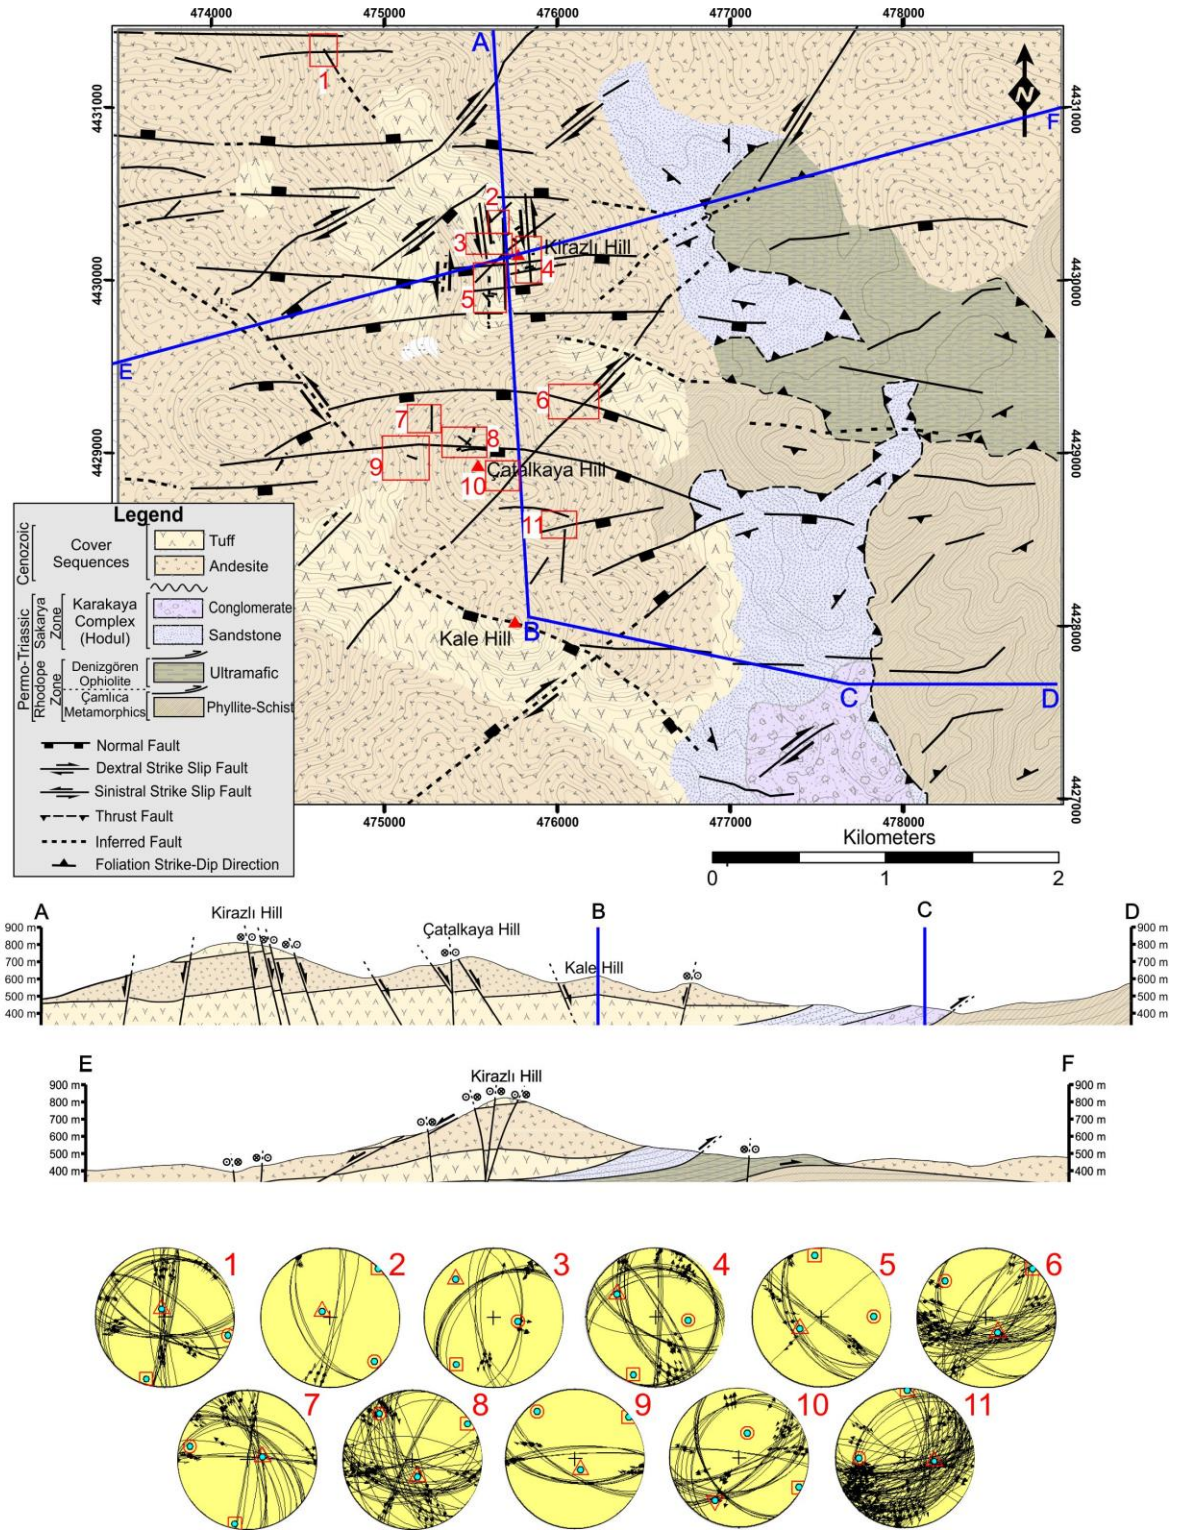 474000 475000 476000 477000 478000
A
1
4431000
4431000
N
F
2
3
Kirazlı Hill
4
4430000
4430000
5
E
6
7
8
4429000
4429000
9
Çatalkaya Hill
10
11
Legend
Cenozoic
Cover
Sequences
Tuff
Andesite
Permo-Triassic
Sakarya
Zone
Karakaya
Complex
(Hodul)
Conglomerate
Sandstone
Rhodope
Zone
Denizgören
Ophiolite
Ultramafic
Çamlıca
Metamorphics
Phyllite-Schist
Normal Fault
Dextral Strike Slip Fault
Sinistral Strike Slip Fault
Thrust Fault
Inferred Fault
Foliation Strike-Dip Direction
Kale Hill
B
4428000
C
D
4427000
475000 476000 477000 478000
Kilometers
0 1 2
A B C D
Kirazlı Hill
Çatalkaya Hill
Kale Hill
900 m 900 m
800 m 800 m
700 m 700 m
600 m 600 m
500 m 500 m
400 m 400 m
E F
Kirazlı Hill
900 m 900 m
800 m 800 m
700 m 700 m
600 m 600 m
500 m 500 m
400 m 400 m
1 2 3 4 5 6
7 8 9 10 11